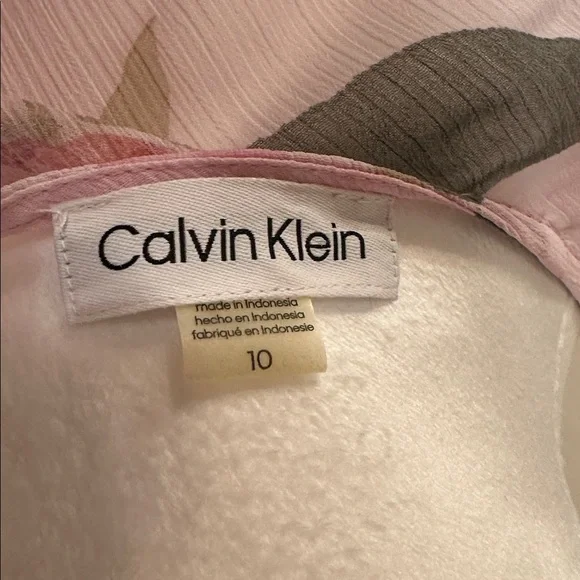 Calvin Klein
made in Indonesia
hecho en Indonesia
fabriqué en Indonesie
10